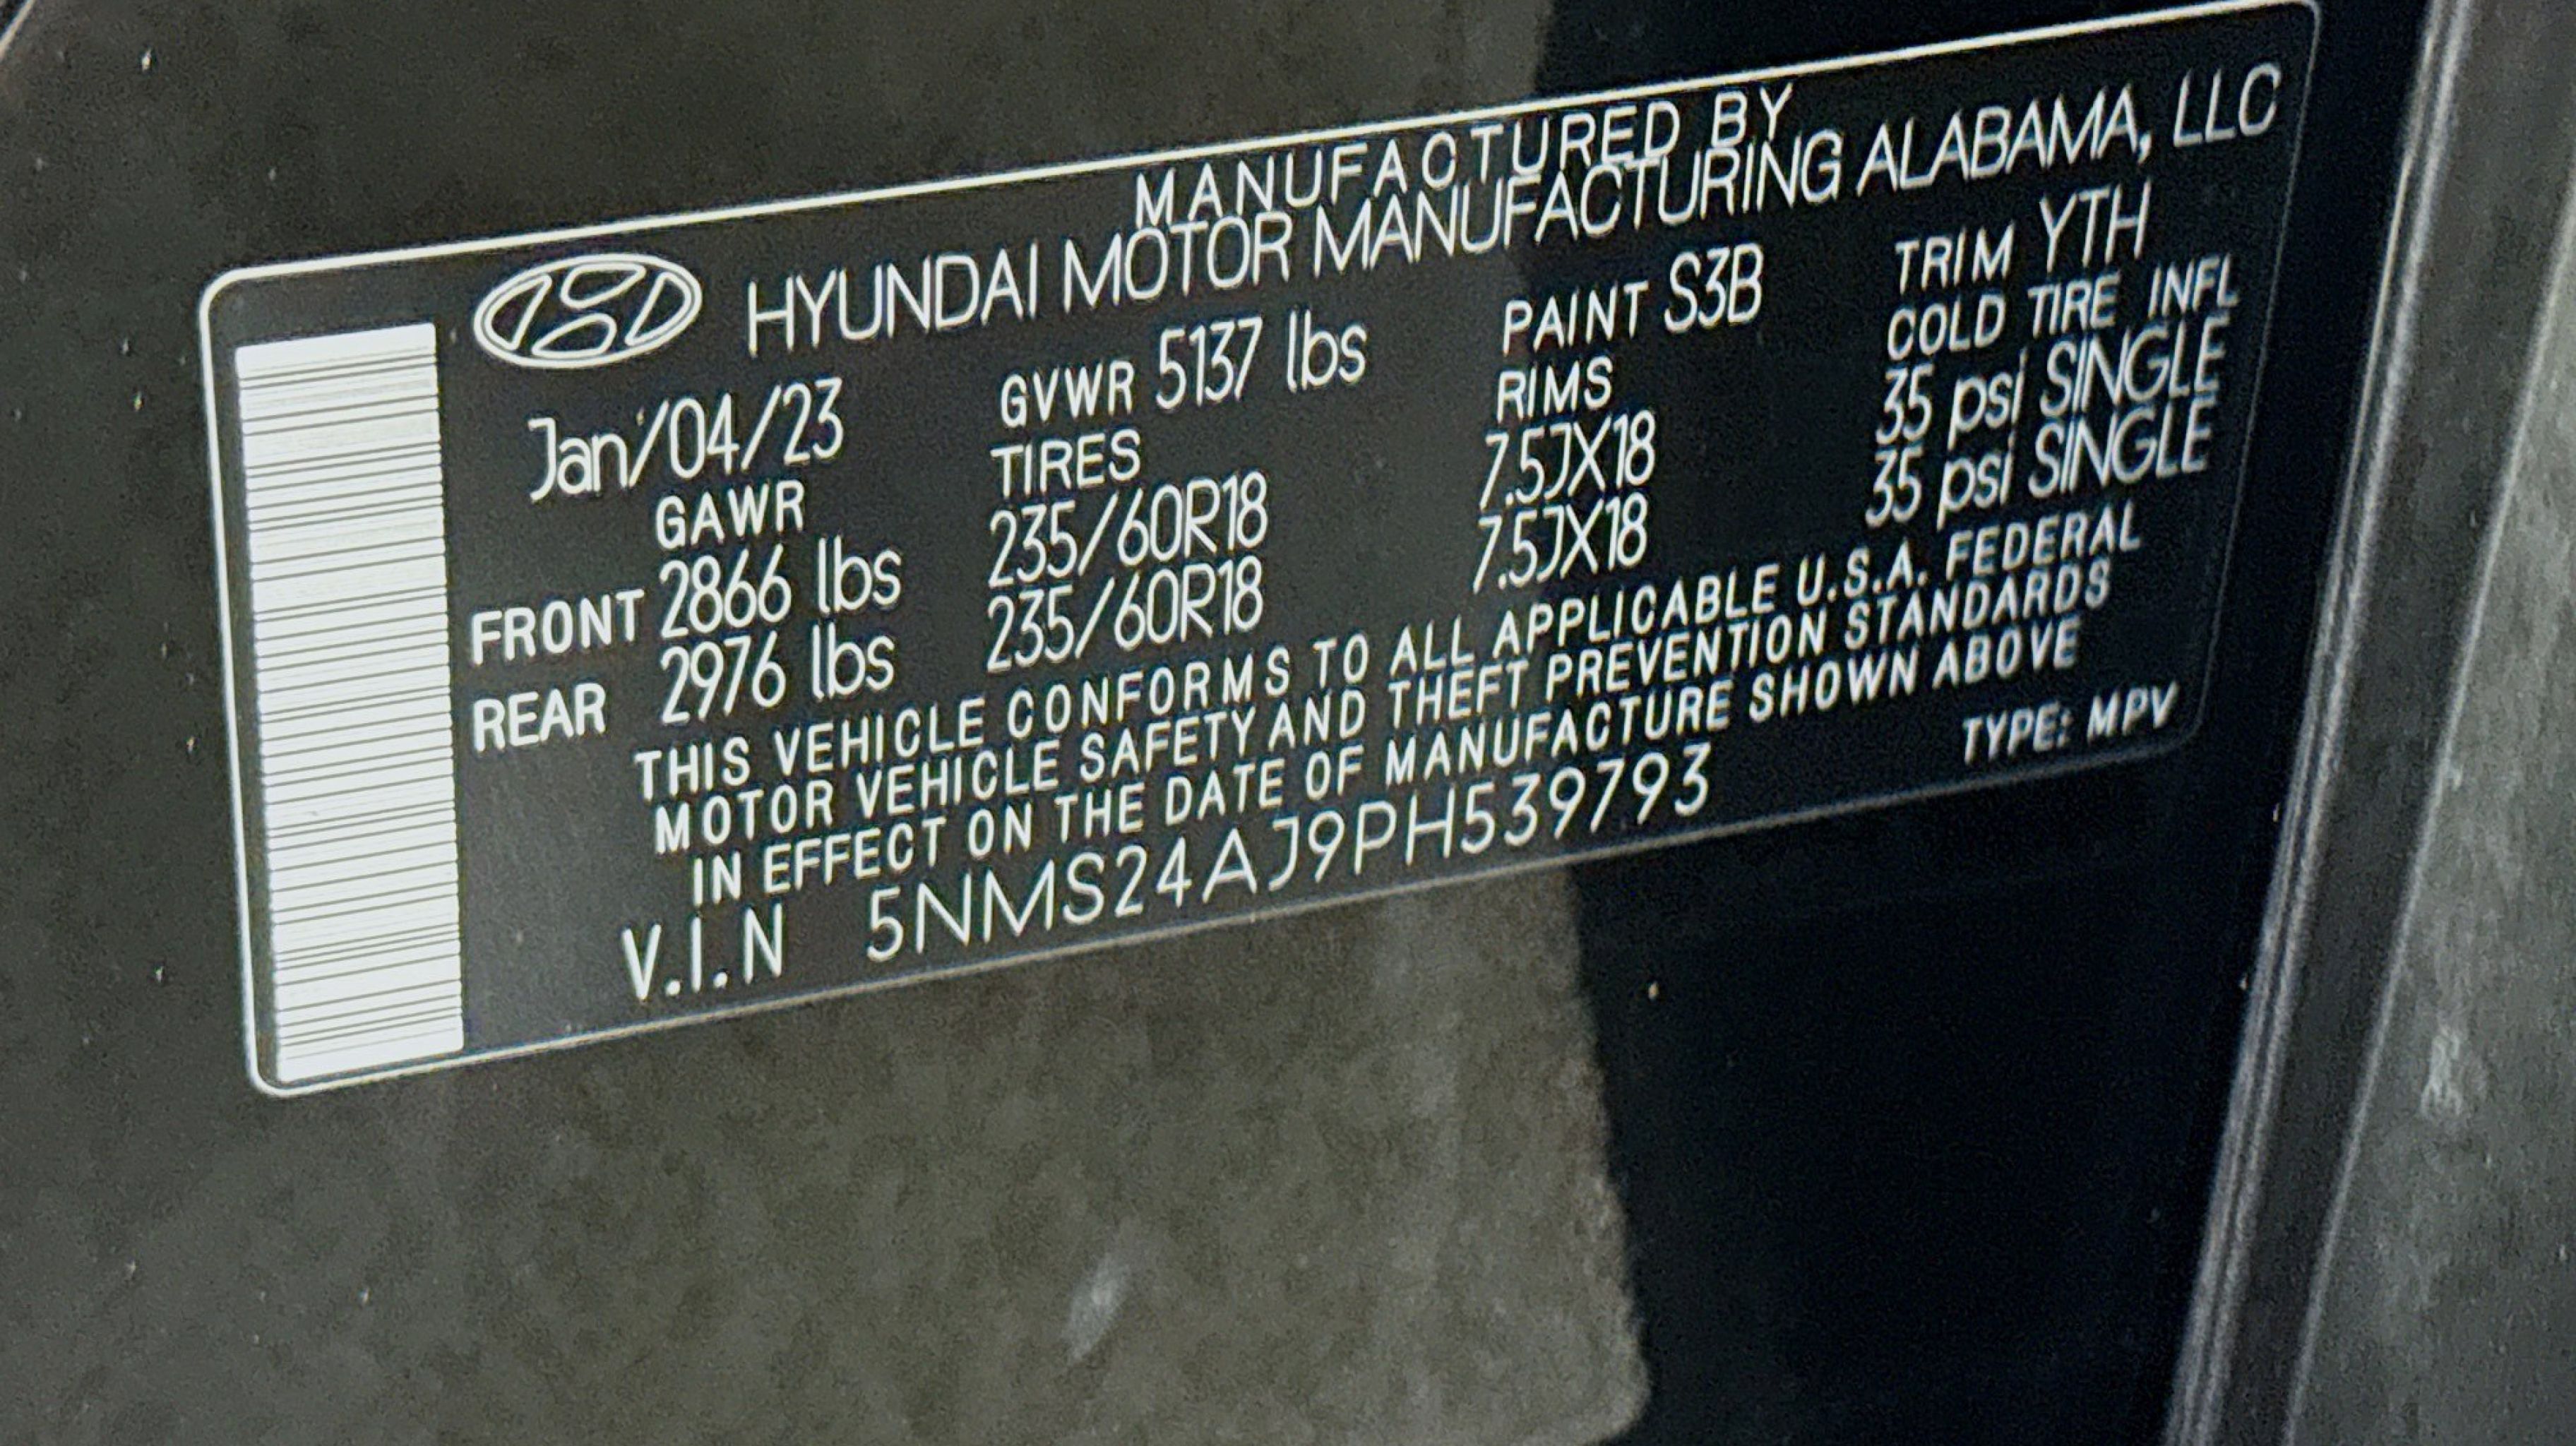 MANUFACTURED BY
HYUNDAI MOTOR MANUFACTURING ALABAMA, LLC
Jan/04/23 GVWR 5137 lbs PAINT S3B TRIM YTH
GAWR TIRES RIMS COLD TIRE INFL
FRONT 2866 lbs 235/60R18 7.5JX18 35 psi SINGLE
REAR 2976 lbs 235/60R18 7.5JX18 35 psi SINGLE
THIS VEHICLE CONFORMS TO ALL APPLICABLE U.S.A. FEDERAL
MOTOR VEHICLE SAFETY AND THEFT PREVENTION STANDARDS
IN EFFECT ON THE DATE OF MANUFACTURE SHOWN ABOVE
V.I.N 5NMS24AJ9PH539793 TYPE: MPV